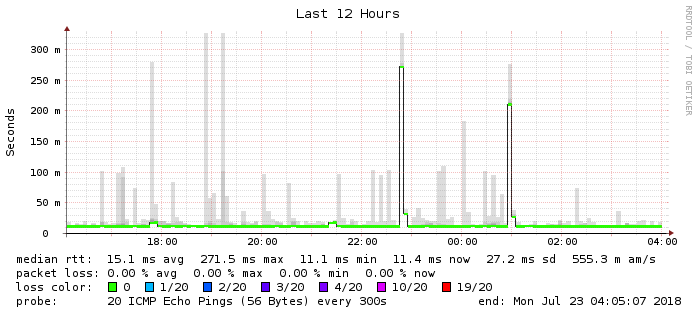 Last 12 Hours
RRDTOOL / TOBI OETIKER
Seconds
300 m
250 m
200 m
150 m
100 m
50 m
0
18:00 20:00 22:00 00:00 02:00 04:00
median rtt: 15.1 ms avg 271.5 ms max 11.1 ms min 11.4 ms now 27.2 ms sd 555.3 m am/s
packet loss: 0.00 % avg 0.00 % max 0.00 % min 0.00 % now
loss color: 0 1/20 2/20 3/20 4/20 10/20 19/20
probe: 20 ICMP Echo Pings (56 Bytes) every 300s end: Mon Jul 23 04:05:07 2018